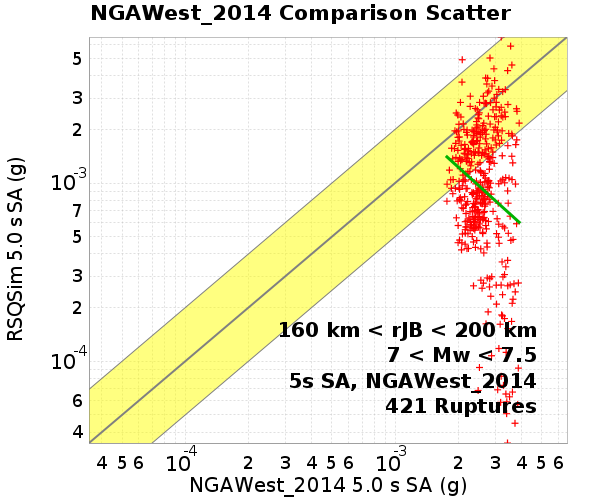 NGAWest_2014 Comparison Scatter
RSQSim 5.0 s SA (g)
5
3
2
10-3
7
5
3
2
10-4
6
4
160 km < rJB < 200 km
7 < Mw < 7.5
5s SA, NGAWest_2014
421 Ruptures
4 5 6 10-4 2 3 4 5 6 10-3 2 3 4 5 6
NGAWest_2014 5.0 s SA (g)